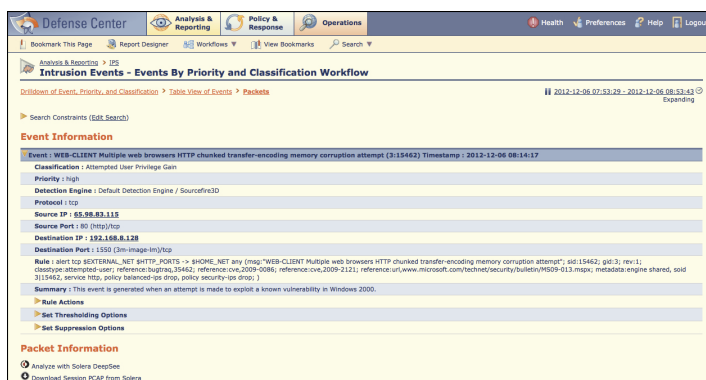 Defense Center
Analysis & Reporting
Policy & Response
Operations
Health
Preferences
Help
Logou
Bookmark This Page
Report Designer
Workflows ▼
View Bookmarks
Search ▼
Analysis & Reporting > IPS
Intrusion Events - Events By Priority and Classification Workflow
Drilldown of Event, Priority, and Classification > Table View of Events > Packets
2012-12-06 07:53:29 - 2012-12-06 08:53:43
Expanding
Search Constraints (Edit Search)
Event Information
Event : WEB-CLIENT Multiple web browsers HTTP chunked transfer-encoding memory corruption attempt (3:15462) Timestamp : 2012-12-06 08:14:17
Classification : Attempted User Privilege Gain
Priority : high
Detection Engine : Default Detection Engine / Sourcefire3D
Protocol : tcp
Source IP : 65.98.83.115
Source Port : 80 (http)/tcp
Destination IP : 192.168.8.128
Destination Port : 1550 (3m-image-lm)/tcp
Rule : alert tcp $EXTERNAL_NET $HTTP_PORTS -> $HOME_NET any (msg:"WEB-CLIENT Multiple web browsers HTTP chunked transfer-encoding memory corruption attempt"; sid:15462; gid:3; rev:1;
classtype:attempted-user; reference:bugtraq,35462; reference:cve,2009-0086; reference:cve,2009-2121; reference:url,www.microsoft.com/technet/security/bulletin/MS09-013.mspx; metadata:engine shared, soid
3|15462, service http, policy balanced-ips drop, policy security-ips drop; )
Summary : This event is generated when an attempt is made to exploit a known vulnerability in Windows 2000.
Rule Actions
Set Thresholding Options
Set Suppression Options
Packet Information
Analyze with Solera DeepSee
Download Session PCAP from Solera